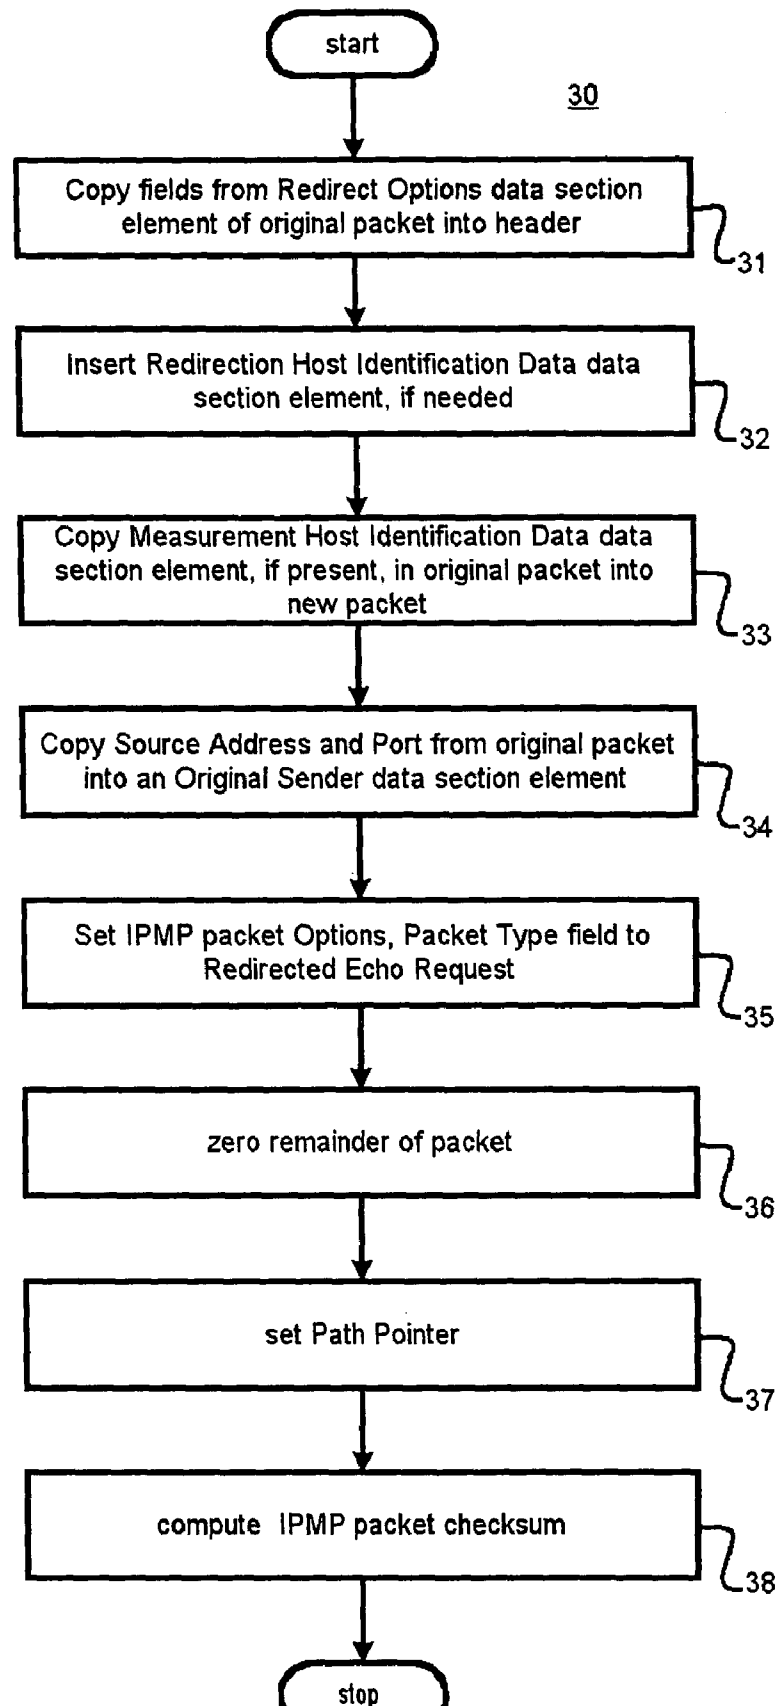 start
30
Copy fields from Redirect Options data section
element of original packet into header
31
Insert Redirection Host Identification Data data
section element, if needed
32
Copy Measurement Host Identification Data data
section element, if present, in original packet into
new packet
33
Copy Source Address and Port from original packet
into an Original Sender data section element
34
Set IPMP packet Options, Packet Type field to
Redirected Echo Request
35
zero remainder of packet
36
set Path Pointer
37
compute IPMP packet checksum
38
stop